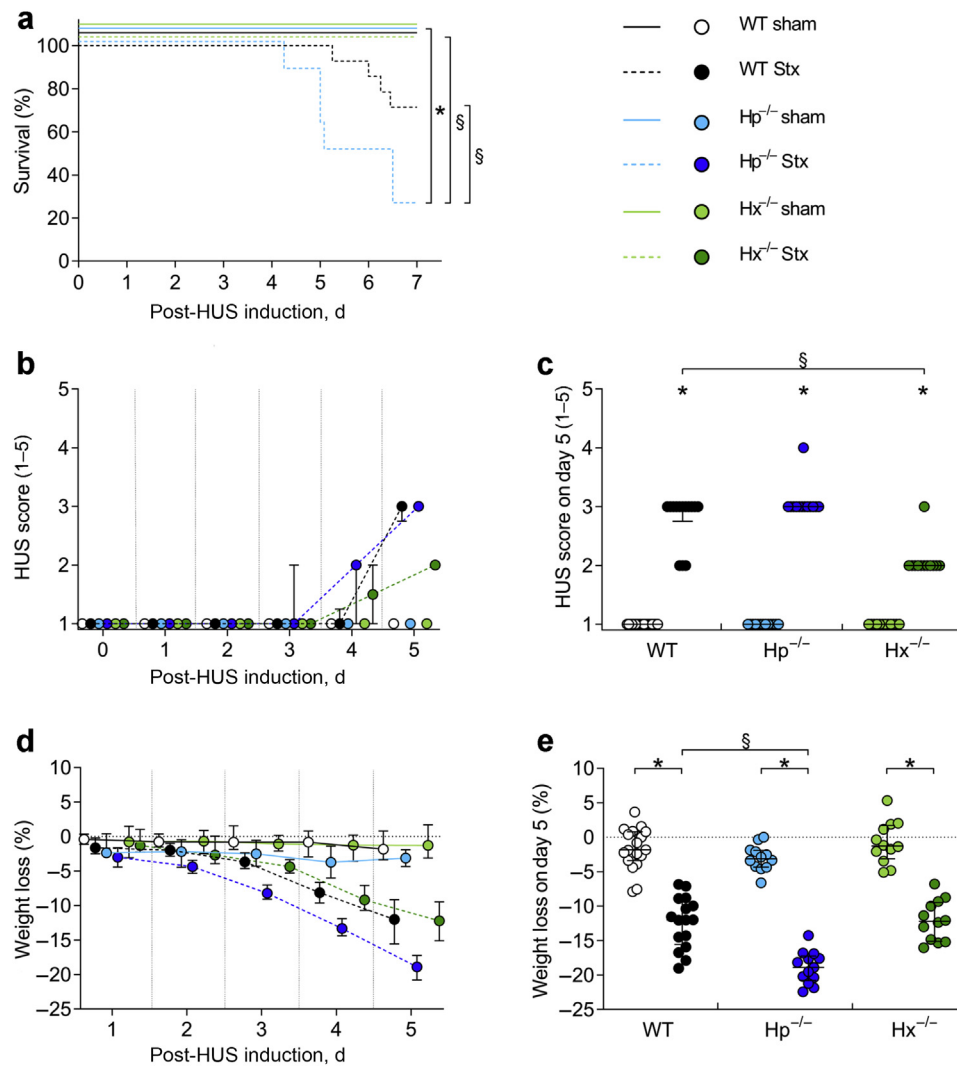 a
100
80
60
40
20
0
Survival (%)
*
§
§
0 1 2 3 4 5 6 7
Post-HUS induction, d
WT sham
WT Stx
Hp−/− sham
Hp−/− Stx
Hx−/− sham
Hx−/− Stx
b
5
4
3
2
1
HUS score (1–5)
0 1 2 3 4 5
Post-HUS induction, d
c
§
* * *
5
4
3
2
1
HUS score on day 5 (1–5)
WT Hp−/− Hx−/−
d
10
5
0
−5
−10
−15
−20
−25
Weight loss (%)
1 2 3 4 5
Post-HUS induction, d
e
§
* * *
10
5
0
−5
−10
−15
−20
−25
Weight loss on day 5 (%)
WT Hp−/− Hx−/−